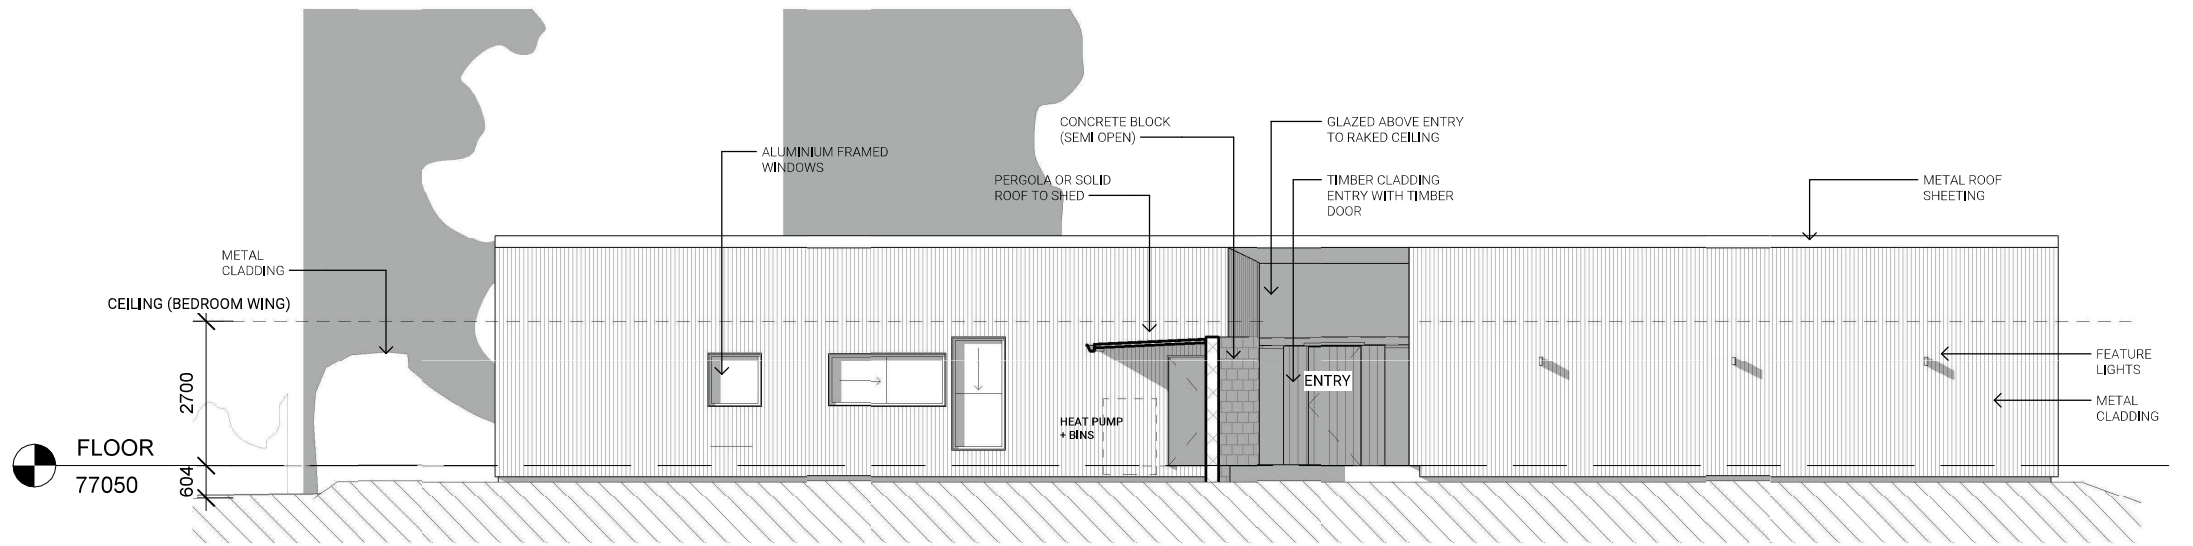 CONCRETE BLOCK
(SEMI OPEN)
GLAZED ABOVE ENTRY
TO RAKED CEILING
ALUMINIUM FRAMED
WINDOWS
PERGOLA OR SOLID
ROOF TO SHED
TIMBER CLADDING
ENTRY WITH TIMBER
DOOR
METAL ROOF
SHEETING
METAL
CLADDING
CEILING (BEDROOM WING)
FEATURE
LIGHTS
METAL
CLADDING
ENTRY
HEAT PUMP
+ BINS
2700
FLOOR
77050
604